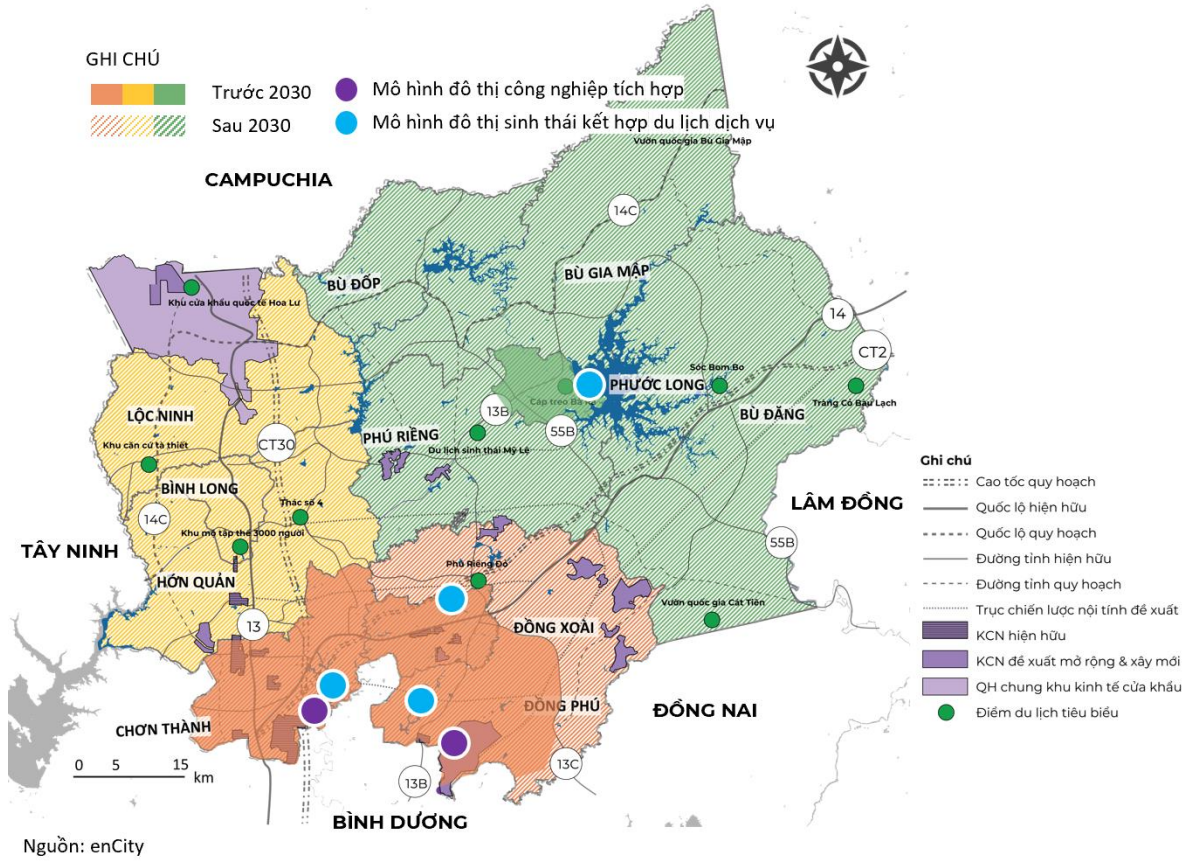 GHI CHÚ
Trước 2030
Sau 2030
Mô hình đô thị công nghiệp tích hợp
Mô hình đô thị sinh thái kết hợp du lịch dịch vụ
CAMPUCHIA
Vườn quốc gia Bù Gia Mập
14C
BÙ ĐỐP
BÙ GIA MẬP
Khu cửa khẩu quốc tế Hoa Lư
14
CT2
Sóc Bom Bo
PHƯỚC LONG
Cáp treo Bà Rá
Trảng Cỏ Bàu Lạch
BÙ ĐĂNG
LỘC NINH
13B
55B
CT30
PHÚ RIỀNG
Du lịch sinh thái Mỹ Lệ
Khu căn cứ tà thiết
BÌNH LONG
LÂM ĐỒNG
Thác số 4
14C
Khu mộ tập thể 3000 người
55B
TÂY NINH
HỚN QUẢN
Phú Riềng Đỏ
Vườn quốc gia Cát Tiên
13
ĐỒNG XOÀI
ĐỒNG PHÚ
ĐỒNG NAI
CHƠN THÀNH
0 5 15
km
13B
13C
BÌNH DƯƠNG
Ghi chú
Cao tốc quy hoạch
Quốc lộ hiện hữu
Quốc lộ quy hoạch
Đường tỉnh hiện hữu
Đường tỉnh quy hoạch
Trục chiến lược nội tỉnh đề xuất
KCN hiện hữu
KCN đề xuất mở rộng & xây mới
QH chung khu kinh tế cửa khẩu
Điểm du lịch tiêu biểu
Nguồn: enCity